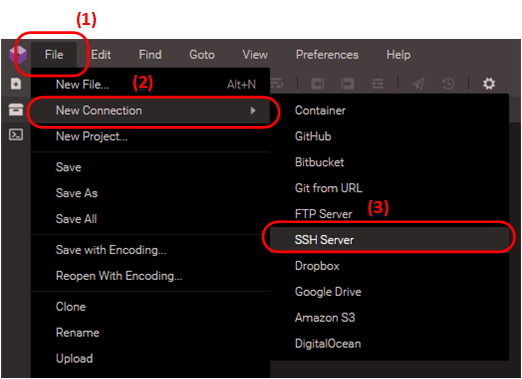 (1)
File Edit Find Goto View Preferences Help
New File... (2) Alt+N
New Connection
New Project...
Save
Save As
Save All
Save with Encoding...
Reopen With Encoding...
Clone
Rename
Upload
Container
GitHub
Bitbucket
Git from URL
FTP Server (3)
SSH Server
Dropbox
Google Drive
Amazon S3
DigitalOcean